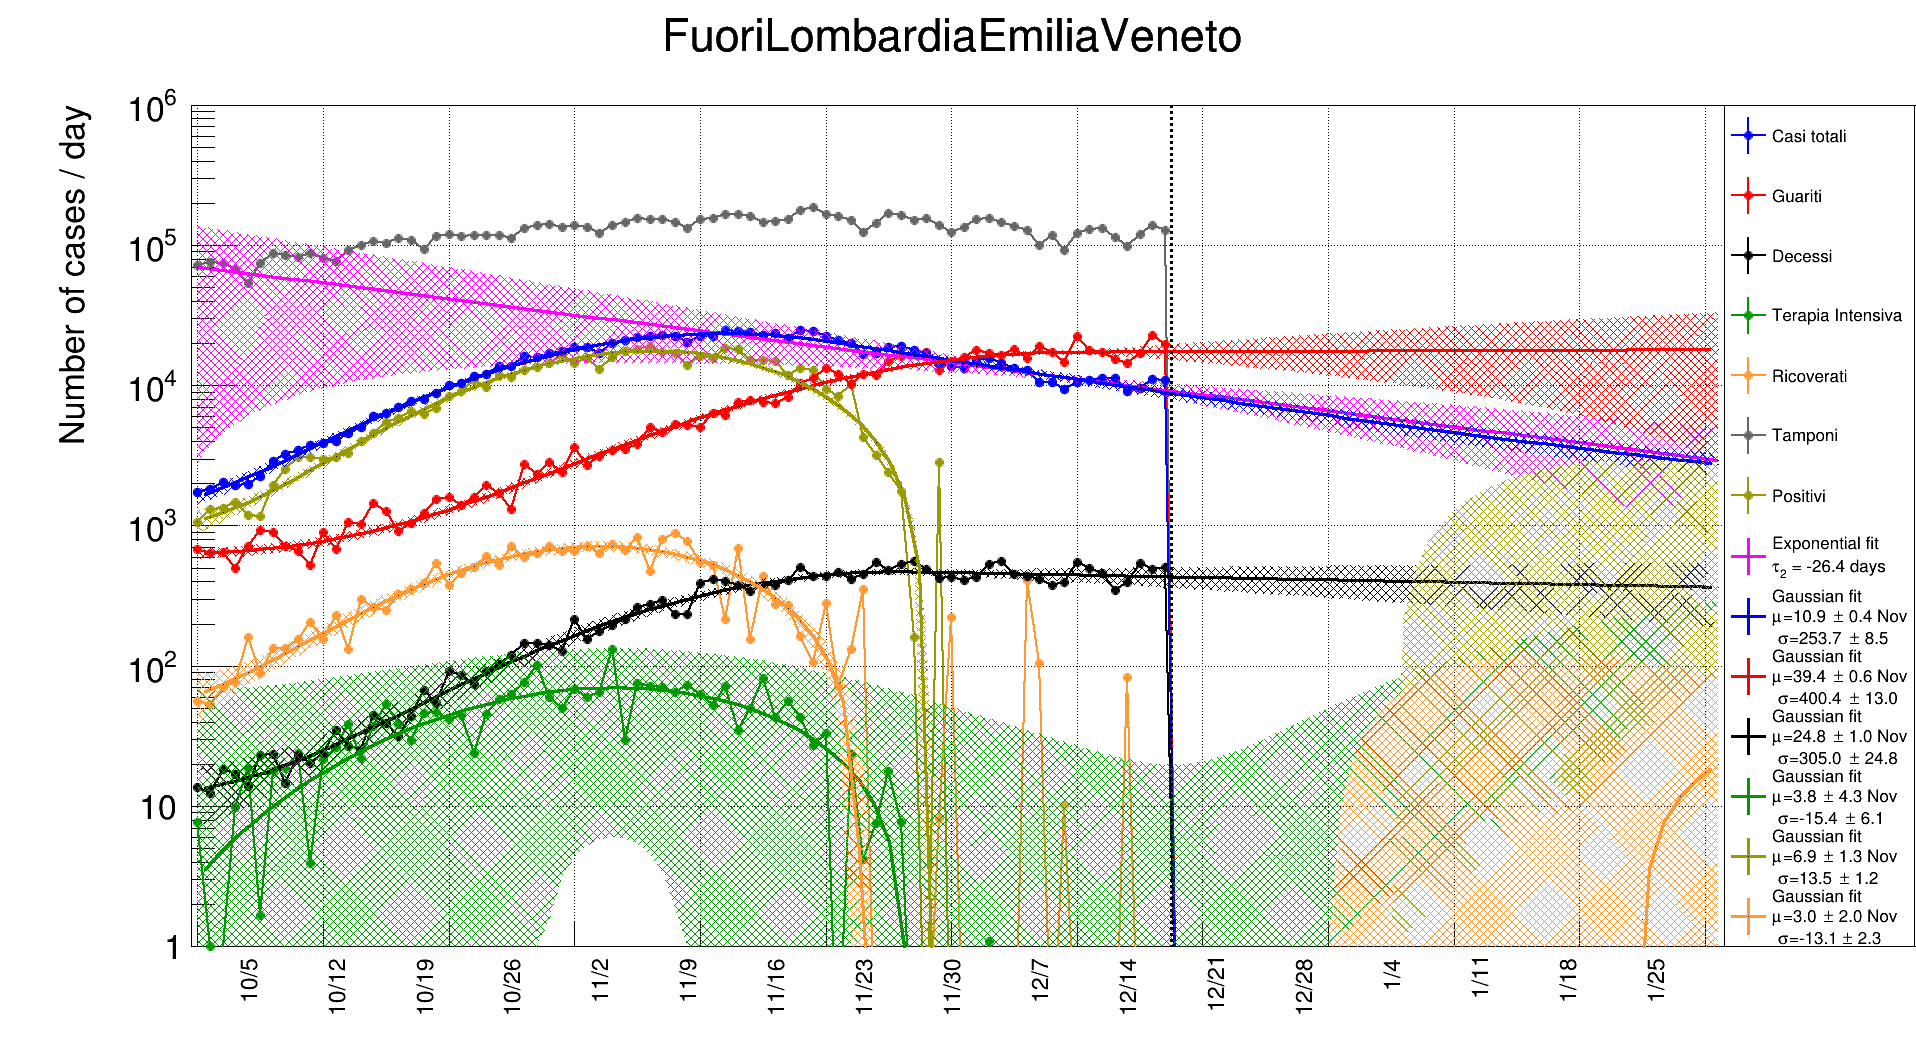 FuoriLombardiaEmiliaVeneto
Number of cases / day
10^6
10^5
10^4
10^3
10^2
10
1
10/5
10/12
10/19
10/26
11/2
11/9
11/16
11/23
11/30
12/7
12/14
12/21
12/28
1/4
1/11
1/18
1/25
Casi totali
Guariti
Decessi
Terapia Intensiva
Ricoverati
Tamponi
Positivi
Exponential fit
τ₂ = -26.4 days
Gaussian fit
μ=10.9 ± 0.4 Nov
σ=253.7 ± 8.5
Gaussian fit
μ=39.4 ± 0.6 Nov
σ=400.4 ± 13.0
Gaussian fit
μ=24.8 ± 1.0 Nov
σ=305.0 ± 24.8
Gaussian fit
μ=3.8 ± 4.3 Nov
σ=-15.4 ± 6.1
Gaussian fit
μ=6.9 ± 1.3 Nov
σ=13.5 ± 1.2
Gaussian fit
μ=3.0 ± 2.0 Nov
σ=-13.1 ± 2.3